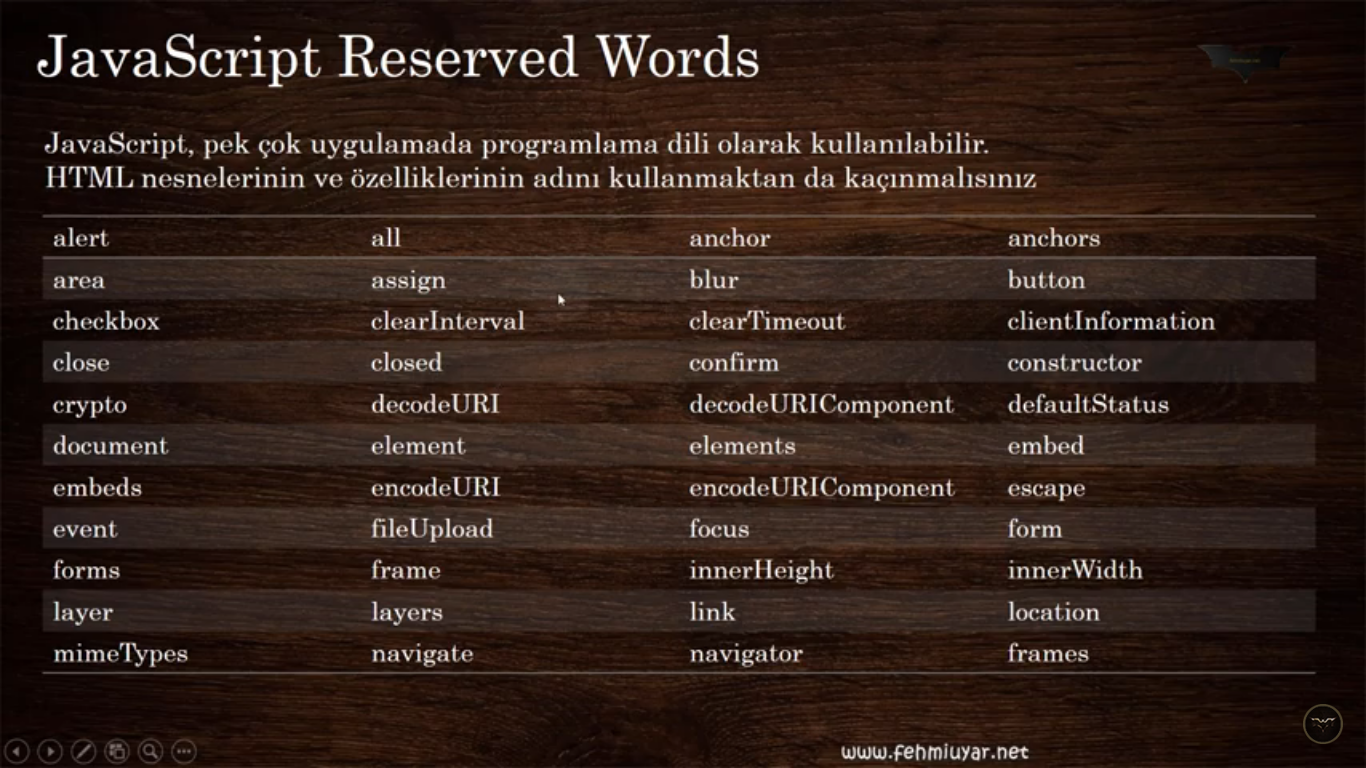 JavaScript Reserved Words
JavaScript, pek çok uygulamada programlama dili olarak kullanılabilir.
HTML nesnelerinin ve özelliklerinin adını kullanmaktan da kaçınmalısınız
alert all anchor anchors
area assign blur button
checkbox clearInterval clearTimeout clientInformation
close closed confirm constructor
crypto decodeURI decodeURIComponent defaultStatus
document element elements embed
embeds encodeURI encodeURIComponent escape
event fileUpload focus form
forms frame innerHeight innerWidth
layer layers link location
mimeTypes navigate navigator frames
www.fehmiuyar.net